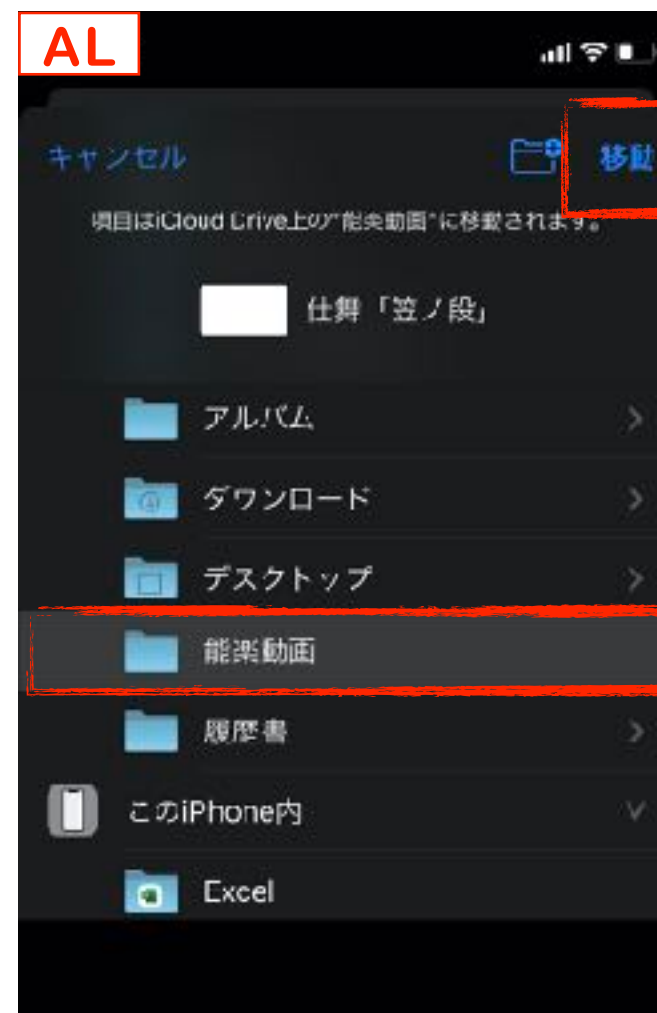 AL
キャンセル
移動
項目はiCloud Drive上の"能楽動画"に移動されます。
仕舞「笠ノ段」
アルバム
ダウンロード
デスクトップ
能楽動画
履歴書
このiPhone内
Excel